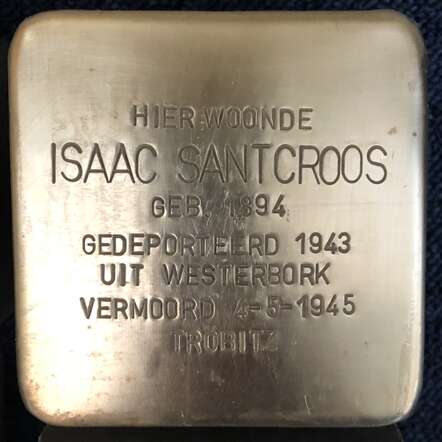 HIER WOONDE
ISAAC SANTCROOS
GEB. 1894
GEDEPORTEERD 1943
UIT WESTERBORK
VERMOORD 4-5-1945
TRÖBITZ